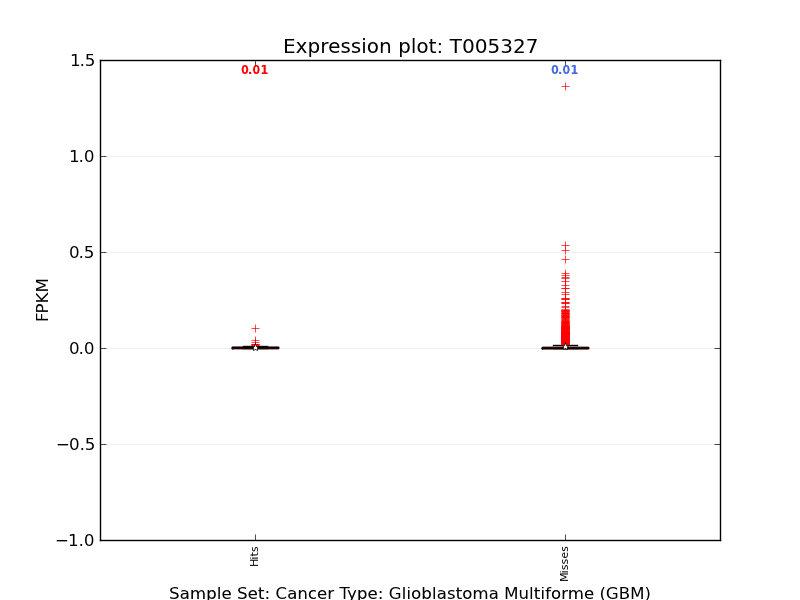 Expression plot: T005327
1.5
0.01
0.01
1.0
0.5
FPKM
0.0
−0.5
−1.0
Hits
Misses
Sample Set: Cancer Type: Glioblastoma Multiforme (GBM)